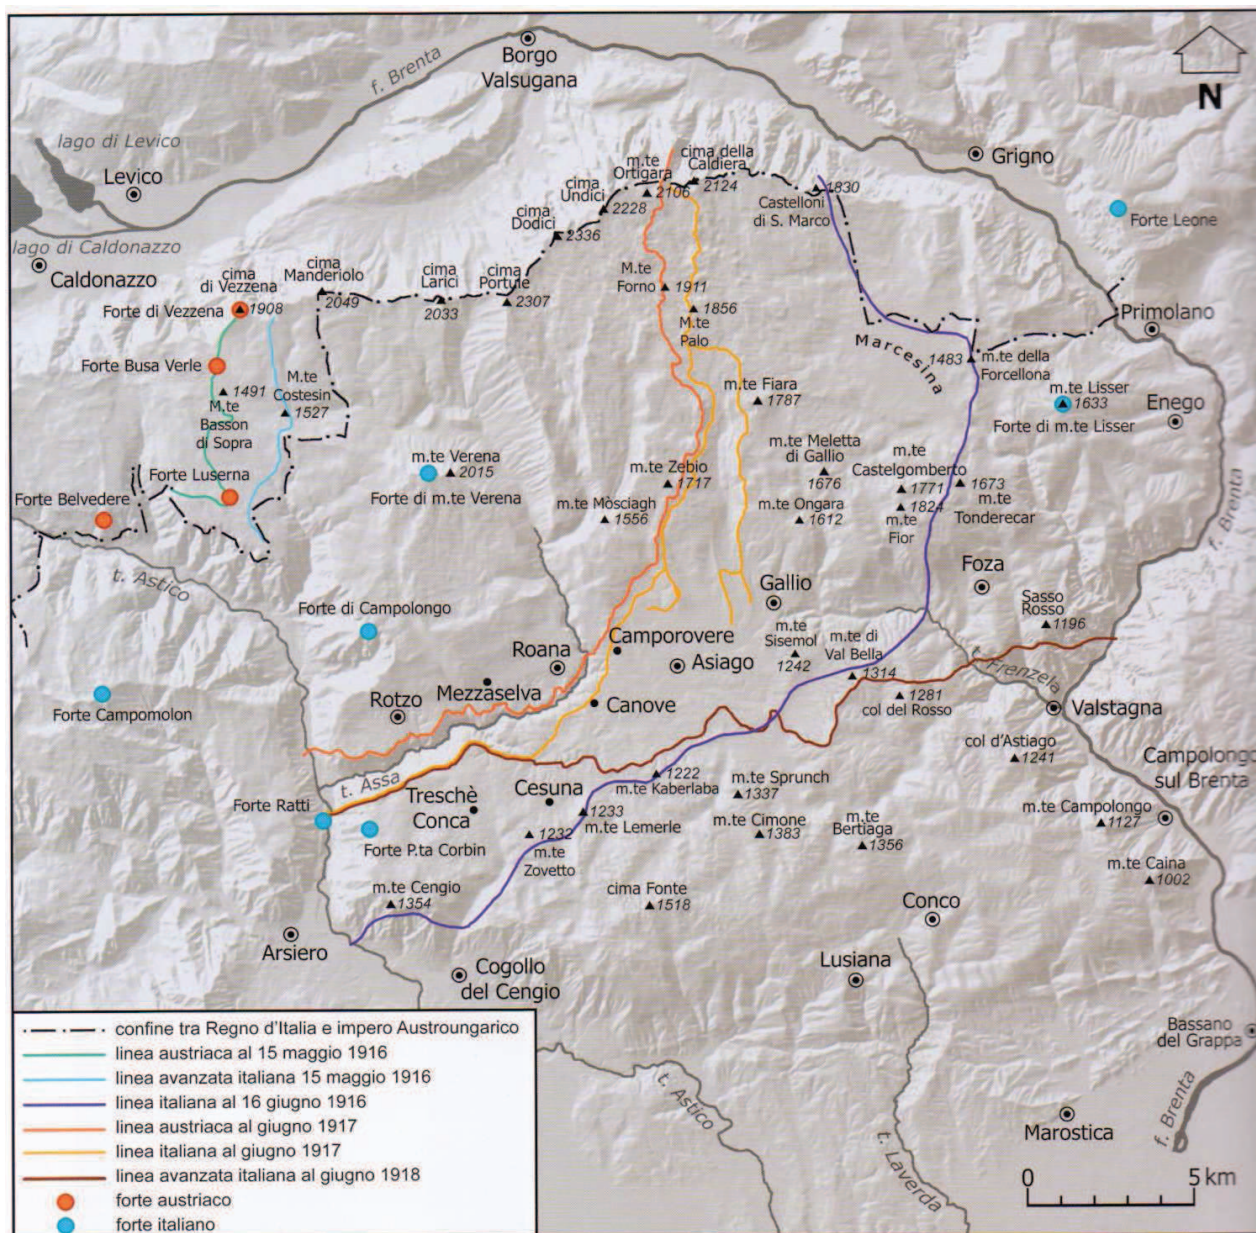 N
Borgo
Valsugana
f. Brenta
lago di Levico
Levico
lago di Caldonazzo
Caldonazzo
Grigno
Forte Leone
cima della
Caldiera
2124
m.te
Ortigara
2106
cima
Undici
2228
cima
Dodici
2336
Castelloni
di S. Marco
1830
cima
Portule
2307
cima
Larici
2033
cima
Manderiolo
2049
cima
di Vezzena
1908
Forte di Vezzena
M.te
Forno
1911
1856
M.te
Palo
Primolano
Marcesina
1483
m.te della
Forcellona
Forte Busa Verle
1491
M.te
Basson
di Sopra
M.te
Costesin
1527
m.te Fiara
1787
m.te Lisser
1633
Forte di m.te Lisser
Enego
m.te Verena
2015
Forte di m.te Verena
Forte Luserna
Forte Belvedere
m.te Zebio
1717
m.te Mòsciagh
1556
m.te Meletta
di Gallio
1676
m.te Ongara
1612
m.te
Castelgomberto
1771
1824
m.te
Fior
1673
m.te
Tonderecar
f. Brenta
t. Astico
Foza
Sasso
Rosso
1196
Gallio
Forte di Campolongo
Camporovere
Roana
Asiago
m.te
Sisemol
1242
m.te di
Val Bella
1314
t. Frenzela
Mezzaselva
Rotzo
Canove
1281
col del Rosso
Valstagna
Forte Campomolon
col d'Astiago
1241
Campolongo
sul Brenta
t. Assa
Forte Ratti
Treschè
Conca
Cesuna
1222
m.te Kaberlaba
m.te Sprunch
1337
1233
m.te Lemerle
m.te Cimone
1383
m.te
Bertiaga
1356
m.te Campolongo
1127
Forte P.ta Corbin
1232
m.te
Zovetto
m.te Caina
1002
m.te Cengio
1354
cima Fonte
1518
Conco
Arsiero
Cogollo
del Cengio
Lusiana
Bassano
del Grappa
t. Astico
t. Laverda
f. Brenta
Marostica
0
5 km
confine tra Regno d'Italia e impero Austroungarico
linea austriaca al 15 maggio 1916
linea avanzata italiana 15 maggio 1916
linea italiana al 16 giugno 1916
linea austriaca al giugno 1917
linea italiana al giugno 1917
linea avanzata italiana al giugno 1918
forte austriaco
forte italiano